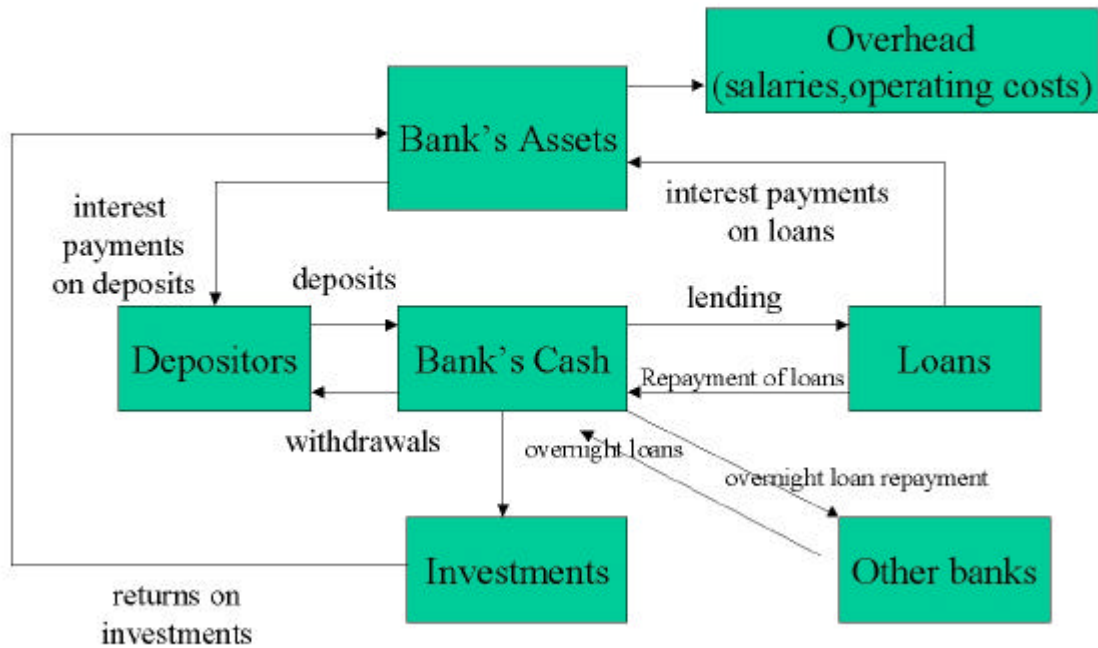 Overhead
(salaries,operating costs)
Bank's Assets
interest
payments
on deposits
interest payments
on loans
deposits
lending
Depositors
Bank's Cash
Repayment of loans
Loans
withdrawals
overnight loans
overnight loan repayment
Investments
Other banks
returns on
investments